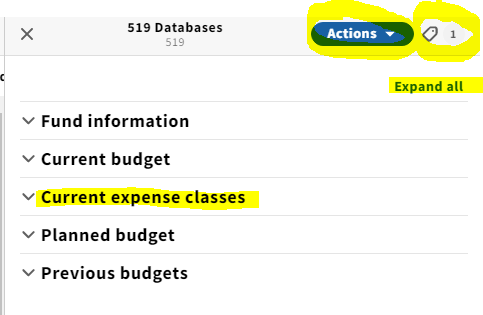 519 Databases
519
Actions
1
Expand all
Fund information
Current budget
Current expense classes
Planned budget
Previous budgets